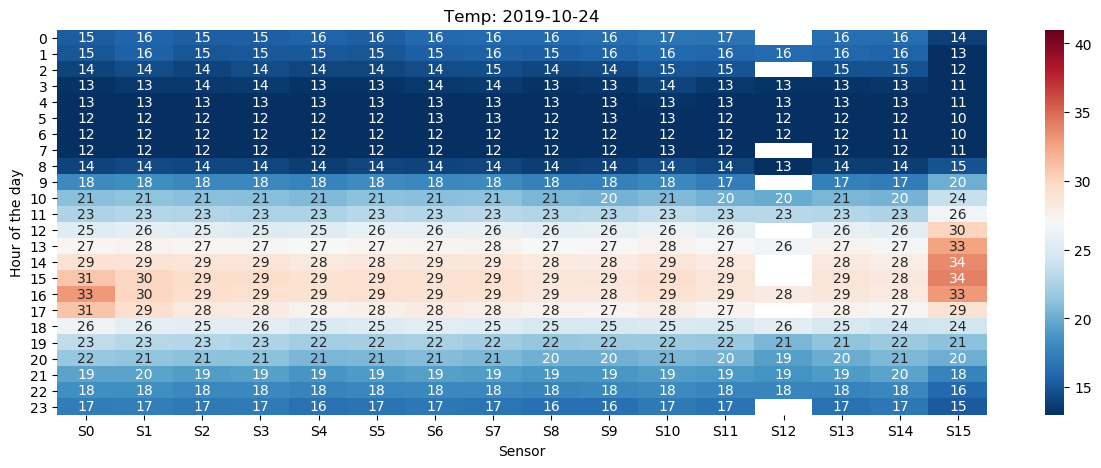 Temp: 2019-10-24
0 15 16 15 15 16 15 16 16 16 16 17 17 16 16 14
1 15 16 15 15 15 15 15 16 15 16 16 16 16 16 16 13
2 14 14 14 14 14 14 14 15 14 14 15 15 15 15 12
3 13 13 14 14 13 13 14 14 13 13 14 13 13 13 13 11
4 13 13 13 13 13 13 13 13 13 13 13 13 13 13 13 11
5 12 12 12 12 12 12 13 13 12 13 13 12 12 12 12 10
6 12 12 12 12 12 12 12 12 12 12 12 12 12 12 11 10
7 12 12 12 12 12 12 12 12 12 12 13 12 12 12 11
8 14 14 14 14 14 14 14 14 14 14 14 14 13 14 14 15
9 18 18 18 18 18 18 18 18 18 18 18 17 17 17 20
10 21 21 21 21 21 21 21 21 21 20 21 20 20 21 20 24
11 23 23 23 23 23 23 23 23 23 23 23 23 23 23 23 26
12 25 26 25 25 25 26 26 26 26 26 26 26 26 26 30
13 27 28 27 27 27 27 27 28 27 27 28 27 26 27 27 33
14 29 29 29 29 28 28 29 29 28 28 29 28 28 28 34
15 31 30 29 29 29 29 29 29 29 29 29 29 29 28 34
16 33 30 29 29 29 29 29 29 29 28 29 29 28 29 28 33
17 31 29 28 28 28 28 28 28 28 27 28 27 28 27 29
18 26 26 25 26 25 25 25 25 25 25 25 25 26 25 24 24
19 23 23 23 23 22 22 22 22 22 22 22 22 21 21 22 21
20 22 21 21 21 21 21 21 21 20 20 21 20 19 20 21 20
21 19 20 19 19 19 19 19 19 19 19 19 19 19 19 20 18
22 18 18 18 18 18 18 18 18 18 18 18 18 18 18 18 16
23 17 17 17 17 16 17 17 17 16 16 17 17 17 17 15
S0 S1 S2 S3 S4 S5 S6 S7 S8 S9 S10 S11 S12 S13 S14 S15
Sensor
Hour of the day
40
35
30
25
20
15